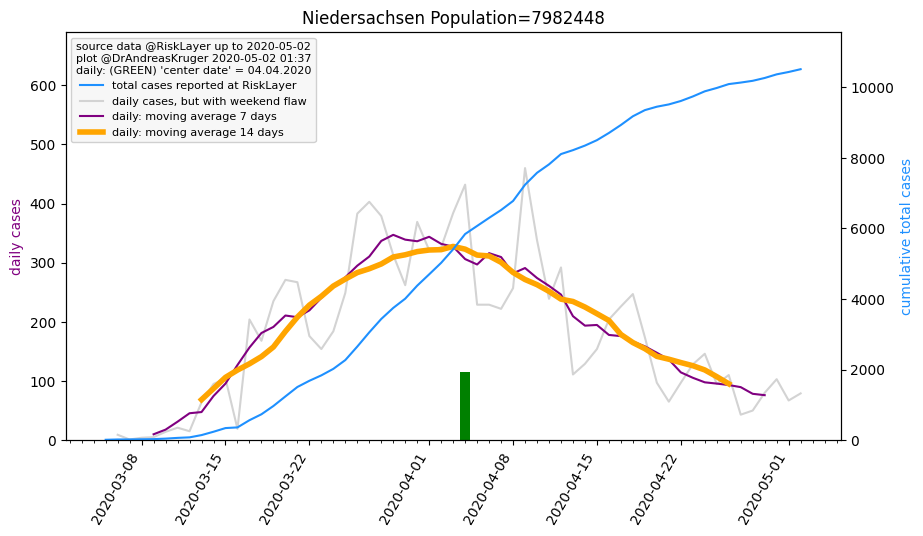 Niedersachsen Population=7982448
source data @RiskLayer up to 2020-05-02
plot @DrAndreasKruger 2020-05-02 01:37
daily: (GREEN) 'center date' = 04.04.2020
total cases reported at RiskLayer
daily cases, but with weekend flaw
daily: moving average 7 days
daily: moving average 14 days
daily cases
600
500
400
300
200
100
0
10000
8000
6000
4000
2000
0
cumulative total cases
2020-03-08
2020-03-15
2020-03-22
2020-04-01
2020-04-08
2020-04-15
2020-04-22
2020-05-01